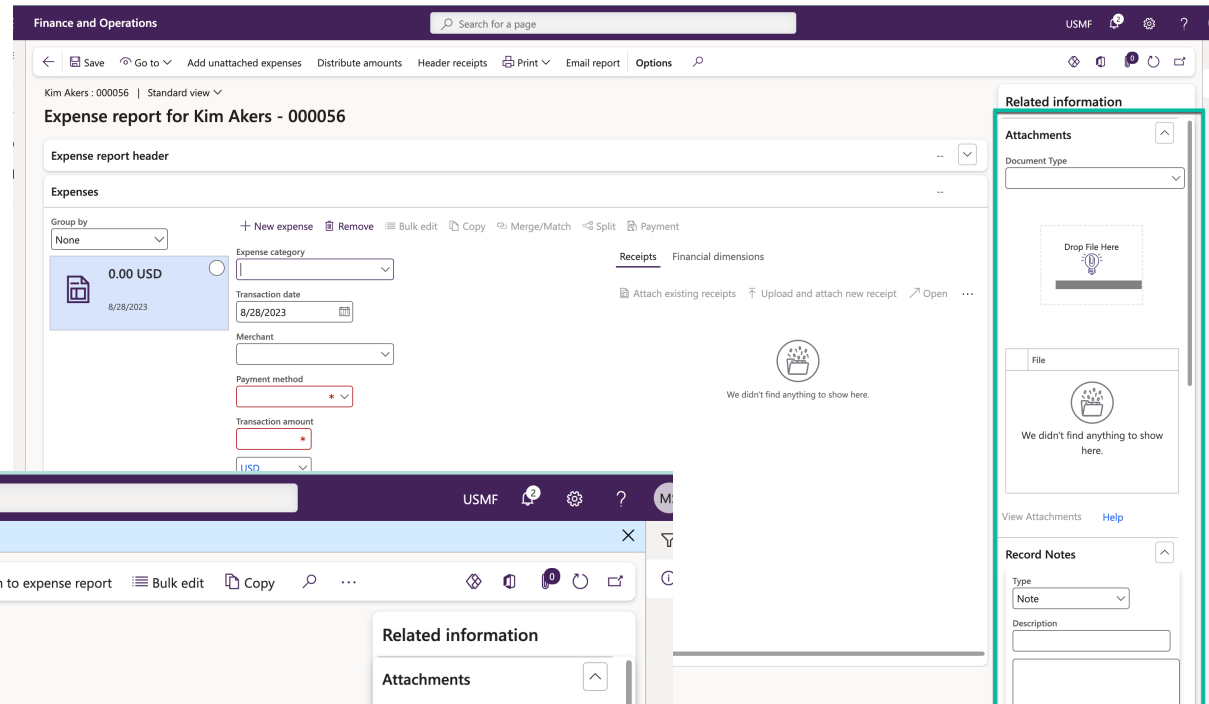 Finance and Operations
Search for a page
USMF
2
?
Save
Go to
Add unattached expenses
Distribute amounts
Header receipts
Print
Email report
Options
0
Kim Akers : 000056 | Standard view
Expense report for Kim Akers - 000056
Expense report header
--
Expenses
--
Group by
None
0.00 USD
8/28/2023
New expense
Remove
Bulk edit
Copy
Merge/Match
Split
Payment
Expense category
Transaction date
8/28/2023
Merchant
Payment method
*
Transaction amount
*
USD
Receipts
Financial dimensions
Attach existing receipts
Upload and attach new receipt
Open
...
We didn't find anything to show here.
Related information
Attachments
Document Type
Drop File Here
File
We didn't find anything to show
here.
View Attachments
Help
Record Notes
Type
Note
Description
USMF
2
?
to expense report
Bulk edit
Copy
...
0
Related information
Attachments